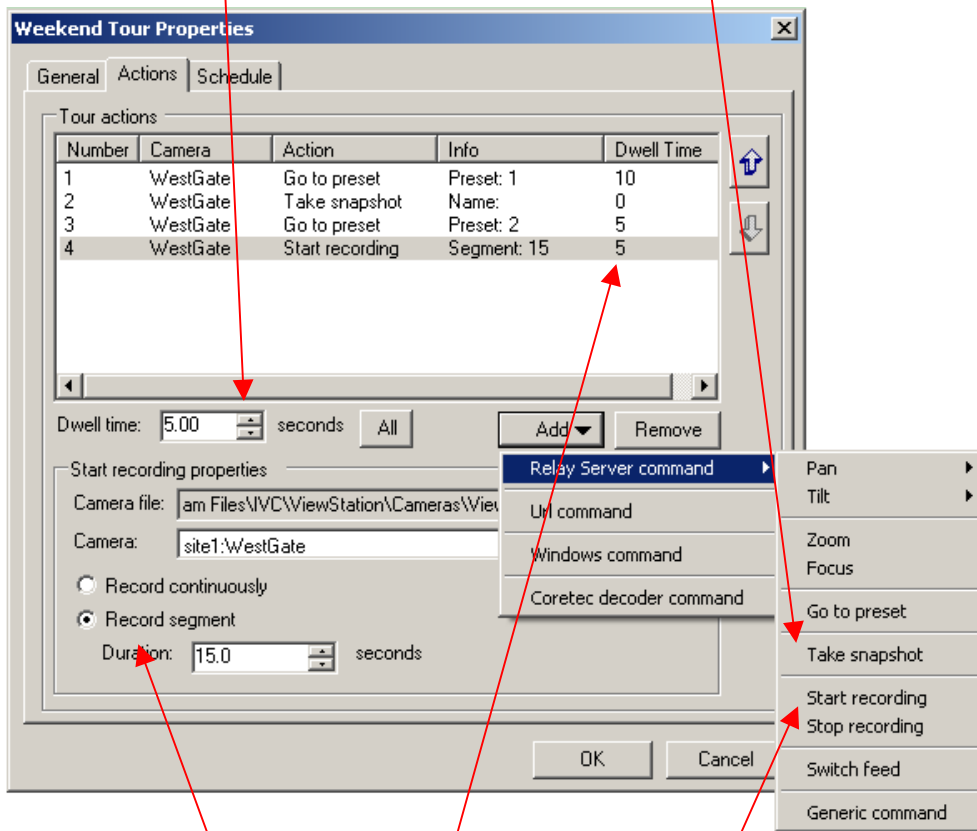 Weekend Tour Properties
General Actions Schedule
Tour actions
Number Camera Action Info Dwell Time
1 WestGate Go to preset Preset: 1 10
2 WestGate Take snapshot Name: 0
3 WestGate Go to preset Preset: 2 5
4 WestGate Start recording Segment: 15 5
Dwell time: 5.00 seconds All Add Remove
Start recording properties
Camera file: am Files\IVC\ViewStation\Cameras\View
Camera: site1:WestGate
Record continuously
Record segment
Duration: 15.0 seconds
OK Cancel
Relay Server command
Url command
Windows command
Coretec decoder command
Pan
Tilt
Zoom
Focus
Go to preset
Take snapshot
Start recording
Stop recording
Switch feed
Generic command